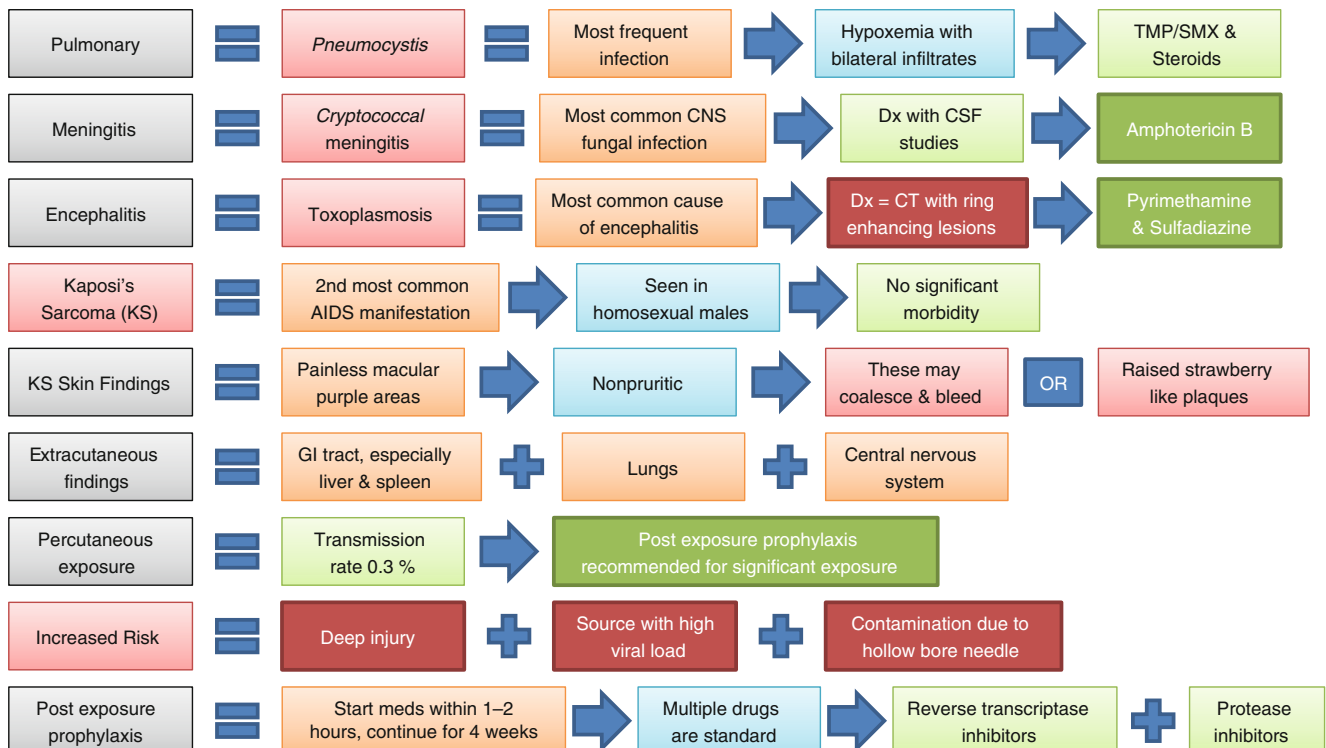 Pulmonary
Pneumocystis
Most frequent
infection
Hypoxemia with
bilateral infiltrates
TMP/SMX &
Steroids
Meningitis
Cryptococcal
meningitis
Most common CNS
fungal infection
Dx with CSF
studies
Amphotericin B
Encephalitis
Toxoplasmosis
Most common cause
of encephalitis
Dx = CT with ring
enhancing lesions
Pyrimethamine
& Sulfadiazine
Kaposi's
Sarcoma (KS)
2nd most common
AIDS manifestation
Seen in
homosexual males
No significant
morbidity
KS Skin Findings
Painless macular
purple areas
Nonpruritic
These may
coalesce & bleed
OR
Raised strawberry
like plaques
Extracutaneous
findings
GI tract, especially
liver & spleen
Lungs
Central nervous
system
Percutaneous
exposure
Transmission
rate 0.3 %
Post exposure prophylaxis
recommended for significant exposure
Increased Risk
Deep injury
Source with high
viral load
Contamination due to
hollow bore needle
Post exposure
prophylaxis
Start meds within 1–2
hours, continue for 4 weeks
Multiple drugs
are standard
Reverse transcriptase
inhibitors
Protease
inhibitors